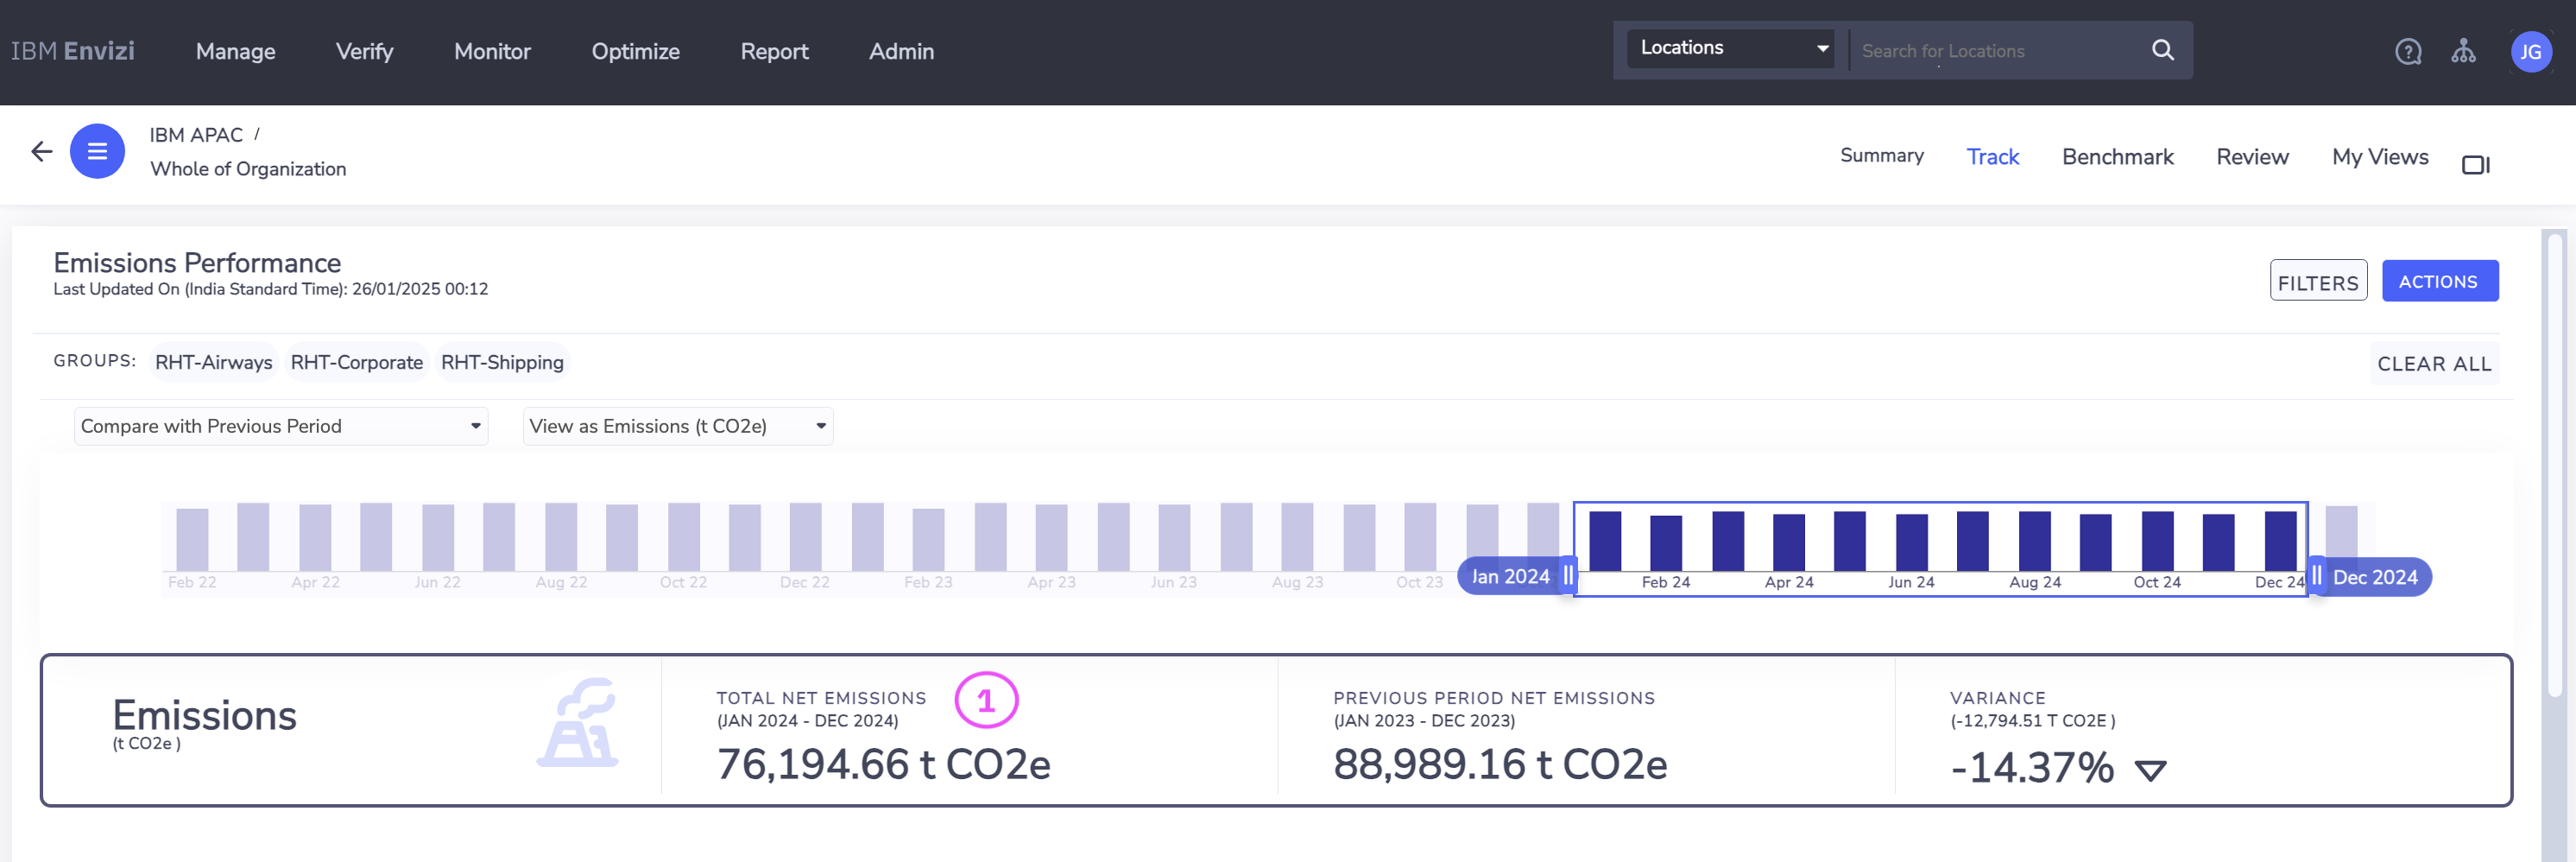 IBM Envizi
Manage
Verify
Monitor
Optimize
Report
Admin
Locations
Search for Locations
JG
IBM APAC /
Whole of Organization
Summary
Track
Benchmark
Review
My Views
Emissions Performance
Last Updated On (India Standard Time): 26/01/2025 00:12
FILTERS
ACTIONS
GROUPS: RHT-Airways RHT-Corporate RHT-Shipping
CLEAR ALL
Compare with Previous Period
View as Emissions (t CO2e)
Feb 22 Apr 22 Jun 22 Aug 22 Oct 22 Dec 22 Feb 23 Apr 23 Jun 23 Aug 23 Oct 23 Jan 2024 Feb 24 Apr 24 Jun 24 Aug 24 Oct 24 Dec 24 Dec 2024
Emissions
(t CO2e )
TOTAL NET EMISSIONS
(JAN 2024 - DEC 2024)
1
76,194.66 t CO2e
PREVIOUS PERIOD NET EMISSIONS
(JAN 2023 - DEC 2023)
88,989.16 t CO2e
VARIANCE
(-12,794.51 T CO2E )
-14.37%